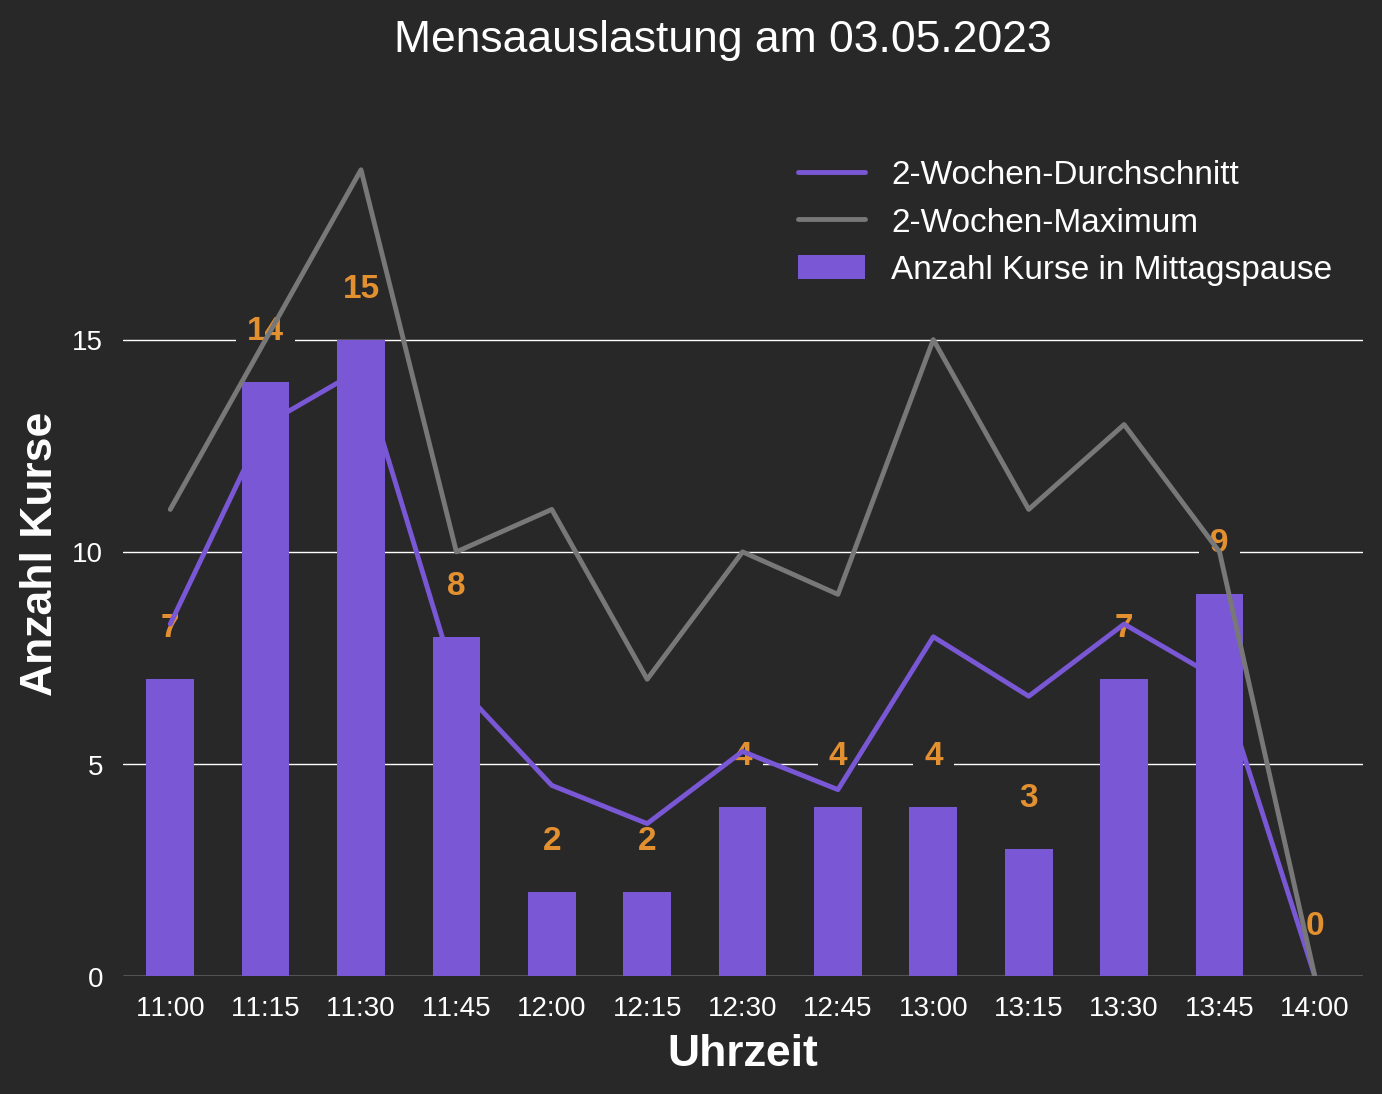 Mensaauslastung am 03.05.2023
2-Wochen-Durchschnitt
2-Wochen-Maximum
Anzahl Kurse in Mittagspause
Anzahl Kurse
15
10
5
0
7
14
15
8
2
2
4
4
4
3
7
9
0
11:00 11:15 11:30 11:45 12:00 12:15 12:30 12:45 13:00 13:15 13:30 13:45 14:00
Uhrzeit